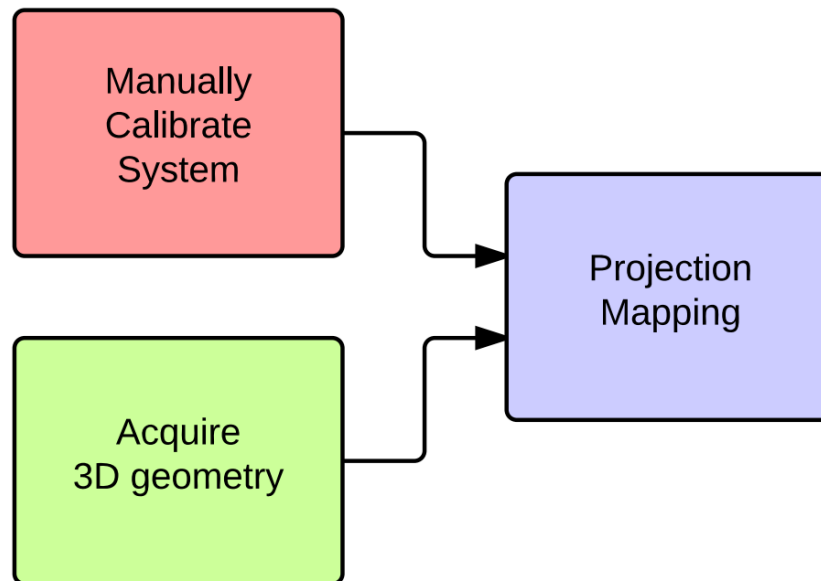 Manually
Calibrate
System
Projection
Mapping
Acquire
3D geometry